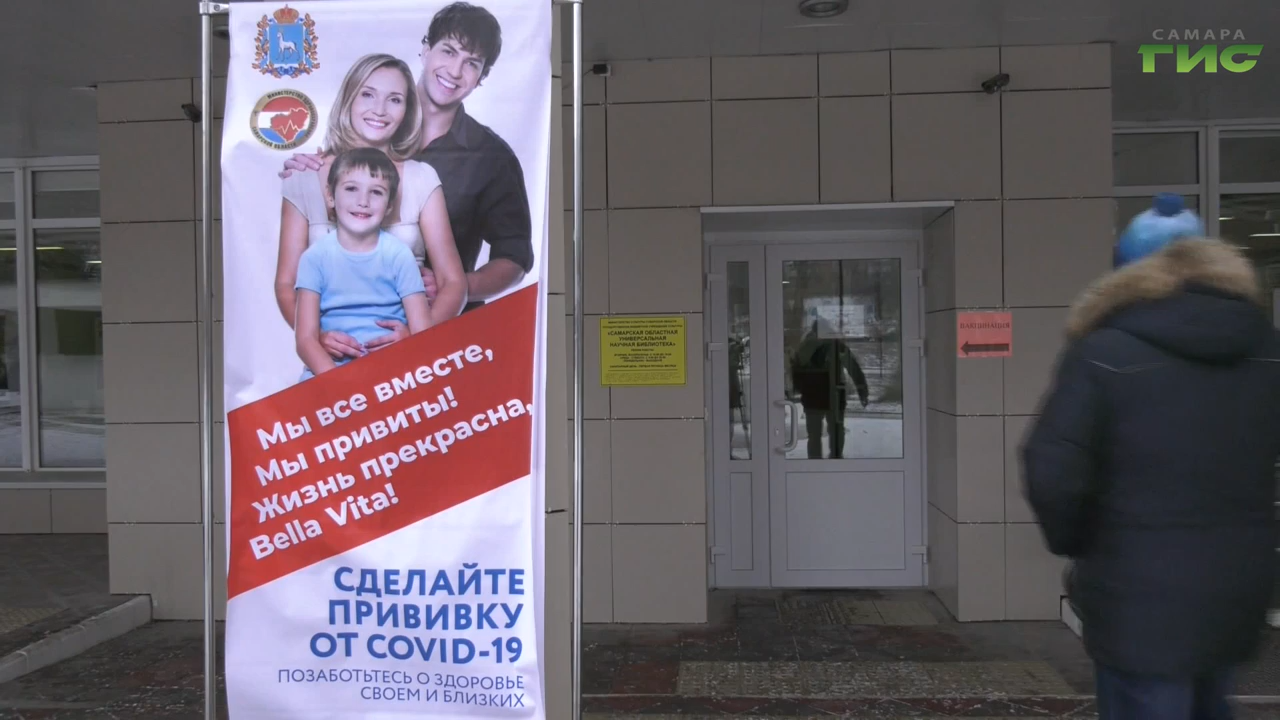 САМАРА
ГИС
Мы все вместе,
Мы привиты!
Жизнь прекрасна,
Bella Vita!
СДЕЛАЙТЕ
ПРИВИВКУ
ОТ COVID-19
ПОЗАБОТЬТЕСЬ О ЗДОРОВЬЕ
СВОЕМ И БЛИЗКИХ
«САМАРСКАЯ ОБЛАСТНАЯ
УНИВЕРСАЛЬНАЯ
НАУЧНАЯ БИБЛИОТЕКА»
ВАКЦИНАЦИЯ